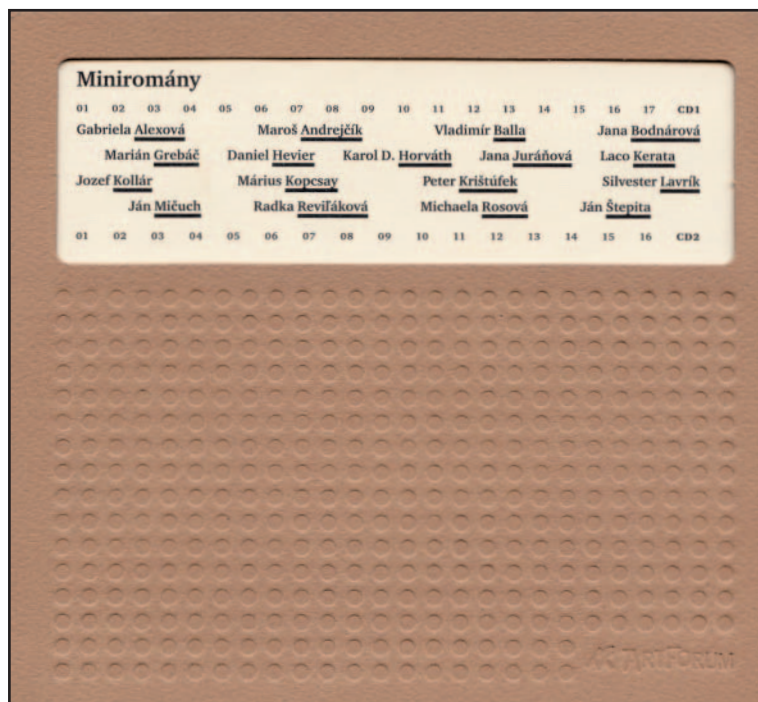 Miniromány
01 02 03 04 05 06 07 08 09 10 11 12 13 14 15 16 17 CD1
Gabriela Alexová Maroš Andrejčík Vladimír Balla Jana Bodnárová
Marián Grebáč Daniel Hevier Karol D. Horváth Jana Juráňová Laco Kerata
Jozef Kollár Márius Kopcsay Peter Krištúfek Silvester Lavrík
Ján Mičuch Radka Reviľáková Michaela Rosová Ján Štepita
01 02 03 04 05 06 07 08 09 10 11 12 13 14 15 16 CD2
ARTFORUM